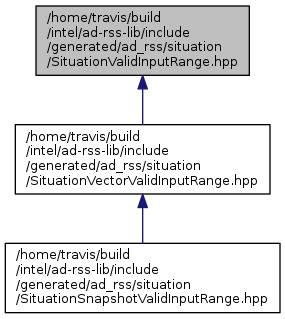 /home/travis/build
/intel/ad-rss-lib/include
/generated/ad_rss/situation
/SituationValidInputRange.hpp
/home/travis/build
/intel/ad-rss-lib/include
/generated/ad_rss/situation
/SituationVectorValidInputRange.hpp
/home/travis/build
/intel/ad-rss-lib/include
/generated/ad_rss/situation
/SituationSnapshotValidInputRange.hpp